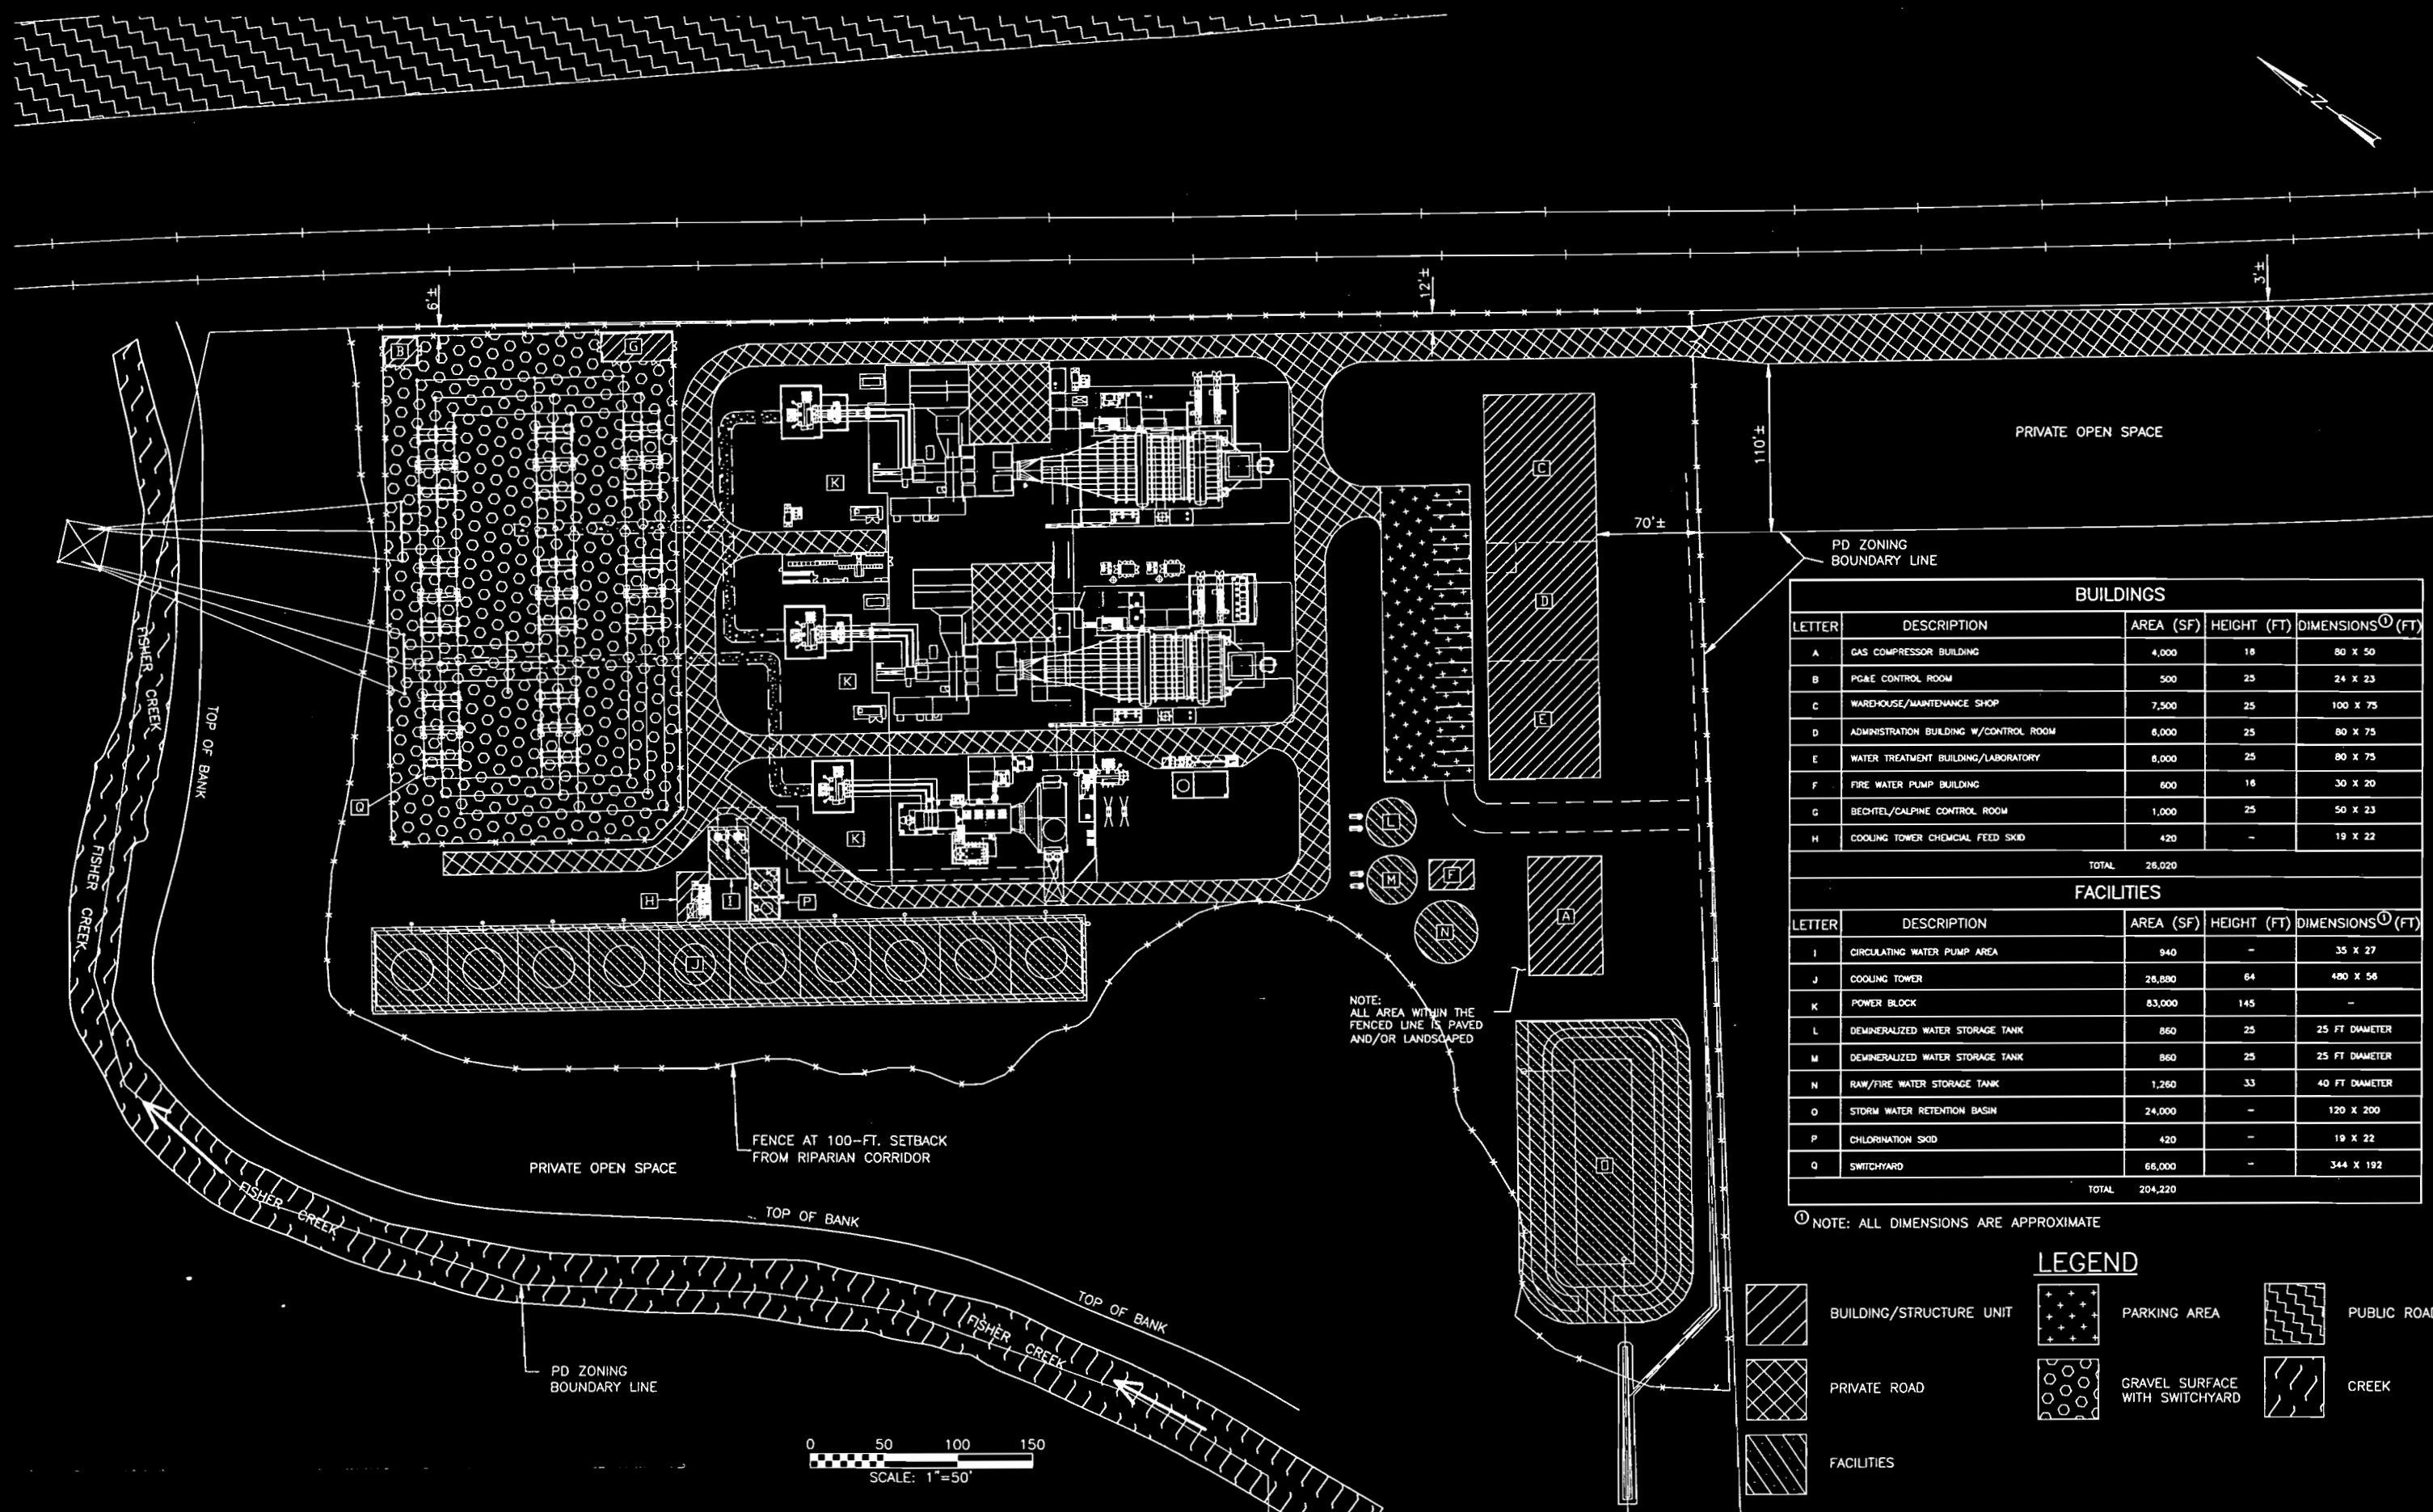 N
6'±
12'±
3'±
B
G
C
K
PRIVATE OPEN SPACE
110'±
70'±
PD ZONING
BOUNDARY LINE
D
K
E
FISHER CREEK
TOP OF BANK
Q
K
L
M
F
H
I
P
N
A
J
FISHER CREEK
NOTE:
ALL AREA WITHIN THE
FENCED LINE IS PAVED
AND/OR LANDSCAPED
FENCE AT 100-FT. SETBACK
FROM RIPARIAN CORRIDOR
PRIVATE OPEN SPACE
FISHER CREEK
TOP OF BANK
TOP OF BANK
FISHER CREEK
PD ZONING
BOUNDARY LINE
0 50 100 150
SCALE: 1"=50'
BUILDINGS
LETTER DESCRIPTION AREA (SF) HEIGHT (FT) DIMENSIONS① (FT)
A GAS COMPRESSOR BUILDING 4,000 16 80 X 50
B PG&E CONTROL ROOM 500 25 24 X 23
C WAREHOUSE/MAINTENANCE SHOP 7,500 25 100 X 75
D ADMINISTRATION BUILDING W/CONTROL ROOM 6,000 25 80 X 75
E WATER TREATMENT BUILDING/LABORATORY 6,000 25 80 X 75
F FIRE WATER PUMP BUILDING 600 16 30 X 20
G BECHTEL/CALPINE CONTROL ROOM 1,000 25 50 X 23
H COOLING TOWER CHEMCIAL FEED SKID 420 - 19 X 22
TOTAL 26,020
FACILITIES
LETTER DESCRIPTION AREA (SF) HEIGHT (FT) DIMENSIONS① (FT)
I CIRCULATING WATER PUMP AREA 940 - 35 X 27
J COOLING TOWER 26,880 64 480 X 56
K POWER BLOCK 83,000 145 -
L DEMINERALIZED WATER STORAGE TANK 860 25 25 FT DIAMETER
M DEMINERALIZED WATER STORAGE TANK 860 25 25 FT DIAMETER
N RAW/FIRE WATER STORAGE TANK 1,260 33 40 FT DIAMETER
O STORM WATER RETENTION BASIN 24,000 - 120 X 200
P CHLORINATION SKID 420 - 19 X 22
Q SWITCHYARD 66,000 - 344 X 192
TOTAL 204,220
① NOTE: ALL DIMENSIONS ARE APPROXIMATE
O
LEGEND
BUILDING/STRUCTURE UNIT
PARKING AREA
PUBLIC ROAD
PRIVATE ROAD
GRAVEL SURFACE
WITH SWITCHYARD
CREEK
FACILITIES